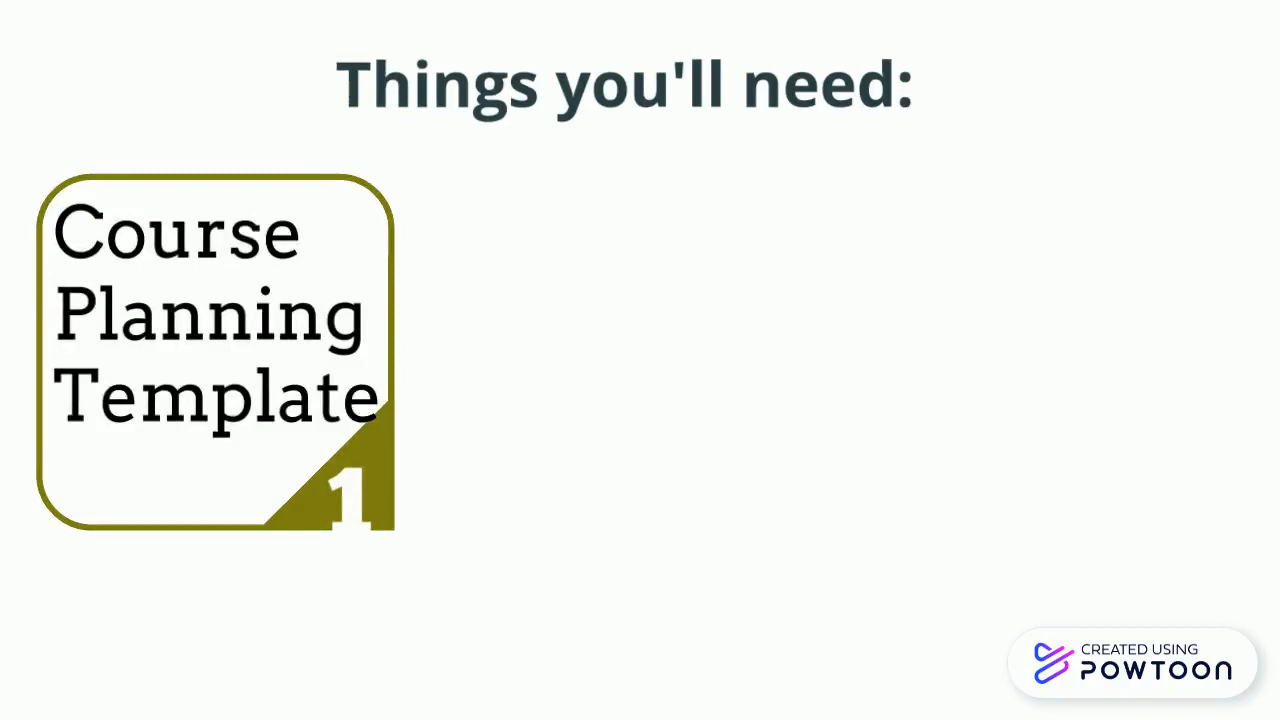 Things you'll need:
Course
Planning
Template
1
CREATED USING
POWTOON